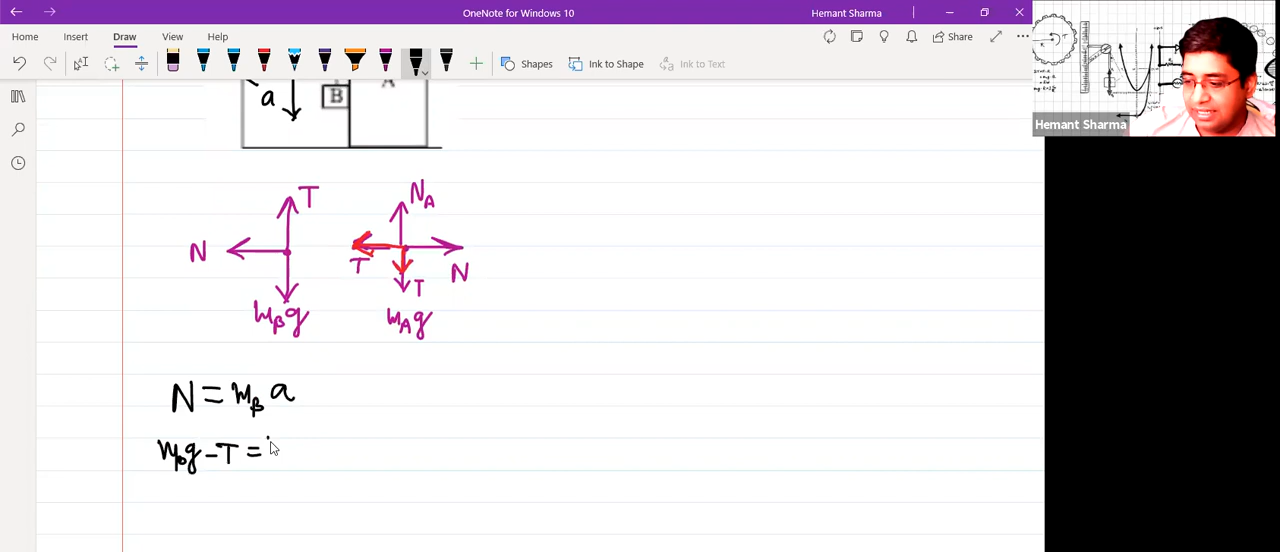 OneNote for Windows 10
Hemant Sharma
Home Insert Draw View Help
Share
Shapes Ink to Shape Ink to Text
Hemant Sharma
a B A
T N_A
N T N
T
m_B g m_A g
N = m_B a
m_B g - T =